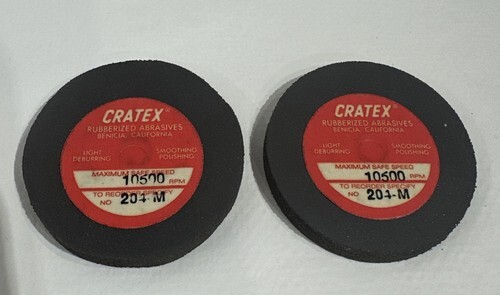 CRATEX
RUBBERIZED ABRASIVES
BENICIA, CALIFORNIA
LIGHT DEBURRING
SMOOTHING POLISHING
MAXIMUM SAFE SPEED
10500 RPM
TO REORDER SPECIFY
NO 204-M
CRATEX®
RUBBERIZED ABRASIVES
BENICIA, CALIFORNIA
LIGHT DEBURRING
SMOOTHING POLISHING
MAXIMUM SAFE SPEED
10500 RPM
TO REORDER SPECIFY
NO 204-M